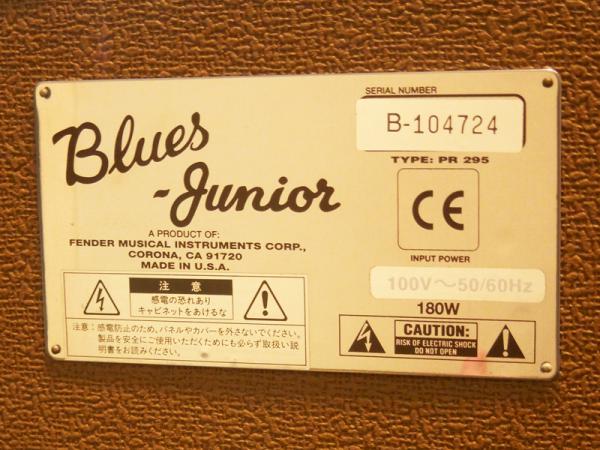 Blues
Junior
A PRODUCT OF:
FENDER MUSICAL INSTRUMENTS CORP.,
CORONA, CA 91720
MADE IN U.S.A.
注 意
感電の恐れあり
キャビネットをあけるな
注意：感電防止のため、パネルやカバーを外さないでください。
製品を安全にご使用いただくためにも必ず取扱い説
明書をお読みください。
SERIAL NUMBER
B-104724
TYPE: PR 295
CE
INPUT POWER
100V～50/60Hz
180W
CAUTION:
RISK OF ELECTRIC SHOCK
DO NOT OPEN